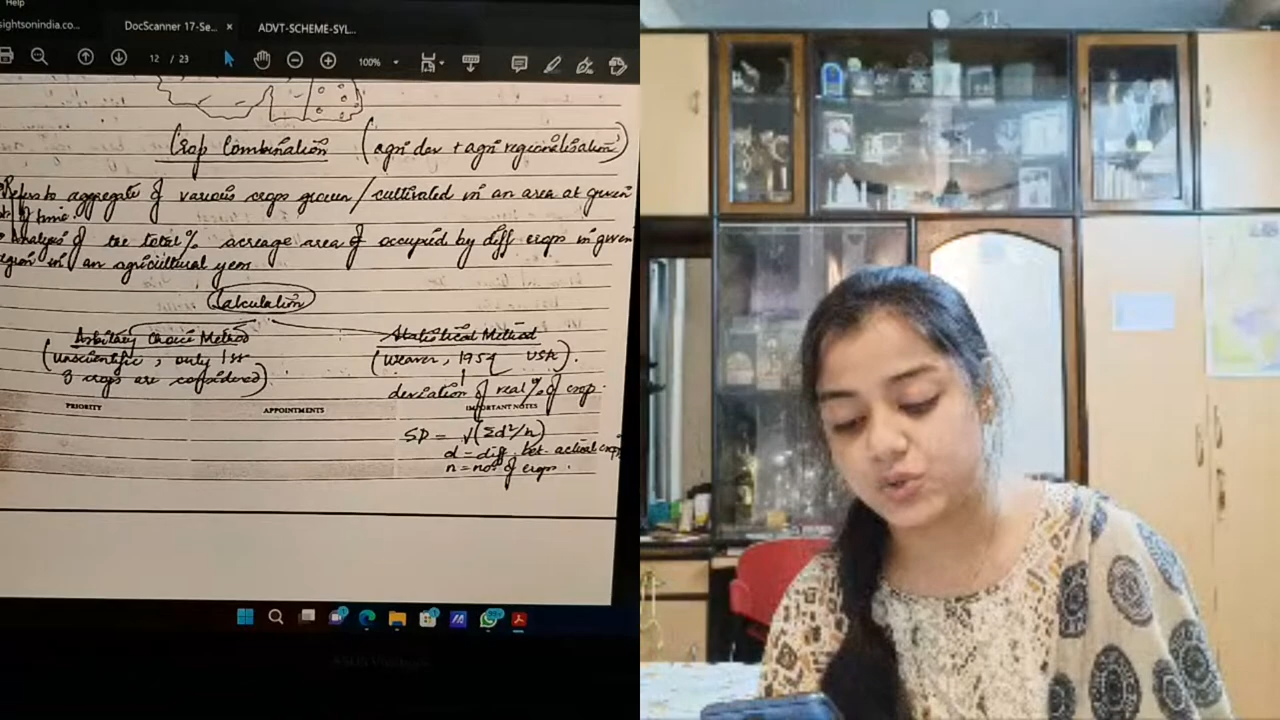 Help
sightsonindia.co...
DocScanner 17-Se... ×
ADVT-SCHEME-SYL...
12 / 23
100%
Crop Combination (agri dev + agri regionalisation)
Refers to aggregate of various crops grown / cultivated in an area at given
of time.
Analysis of the total % acreage area of occupied by diff crops in given
region in an agricultural year
Calculation
Arbitrary Choice Method
(unscientific, only 1st
3 crops are considered)
Statistical Method
(Weaver, 1954 USA).
deviation of real % of crop.
PRIORITY
APPOINTMENTS
IMPORTANT NOTES
SD = √(Σd²/n)
d = diff bet actual crop
n = no. of crops.
99+